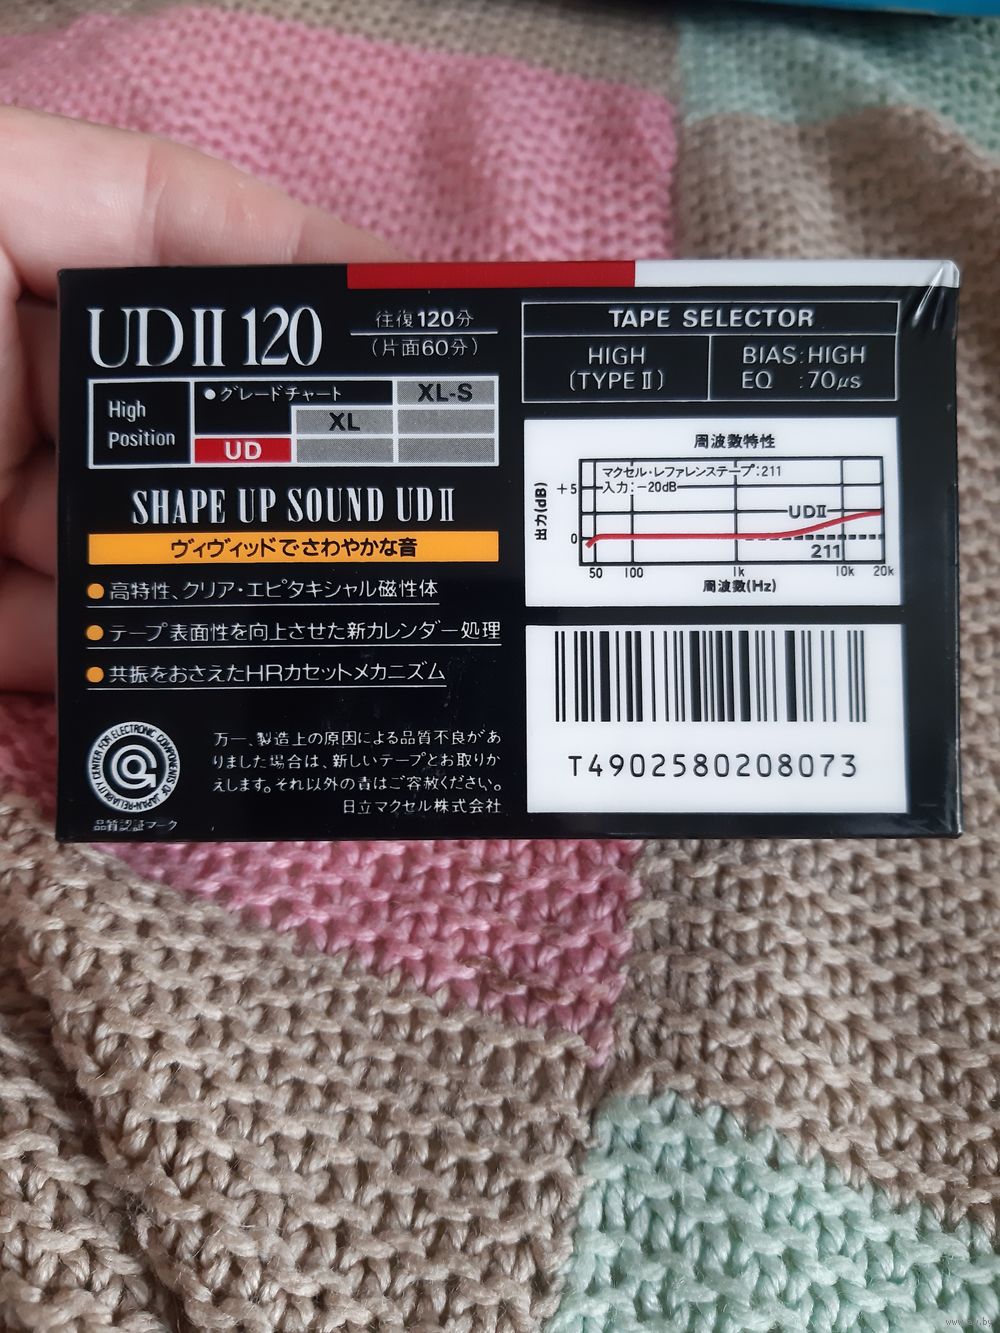 UDⅡ120
往復120分
(片面60分)
High
Position
●グレードチャート
XL-S
XL
UD
SHAPE UP SOUND UDⅡ
ヴィヴィッドでさわやかな音
●高特性、クリア・エピタキシャル磁性体
●テープ表面性を向上させた新カレンダー処理
●共振をおさえたHRカセットメカニズム
RELIABILITY CENTER FOR ELECTRONIC COMPONENTS OF JAPAN
品質認証マーク
万一、製造上の原因による品質不良があ
りました場合は、新しいテープとお取りか
えします。それ以外の責はご容赦ください。
日立マクセル株式会社
TAPE SELECTOR
HIGH
(TYPEⅡ)
BIAS:HIGH
EQ :70μs
周波数特性
マクセル・レファレンステープ:211
入力:−20dB
出力(dB)
+5
0
UDⅡ
211
50 100 1k 10k 20k
周波数(Hz)
T4902580208073